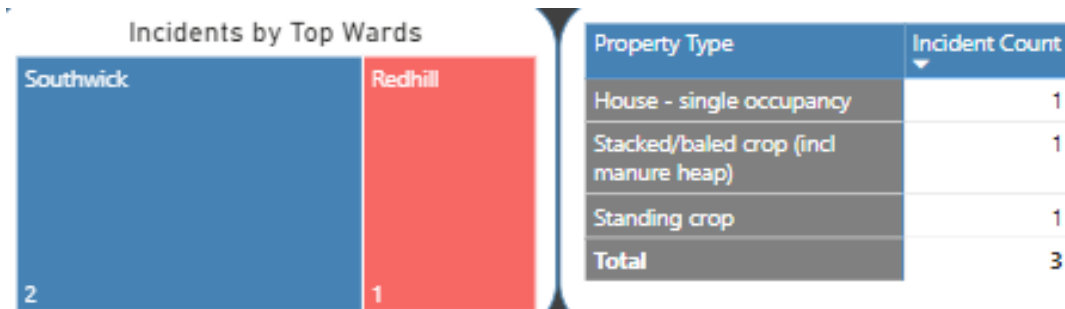 Incidents by Top Wards
Southwick
Redhill
2
1
Property Type
Incident Count
House - single occupancy
1
Stacked/baled crop (incl
manure heap)
1
Standing crop
1
Total
3